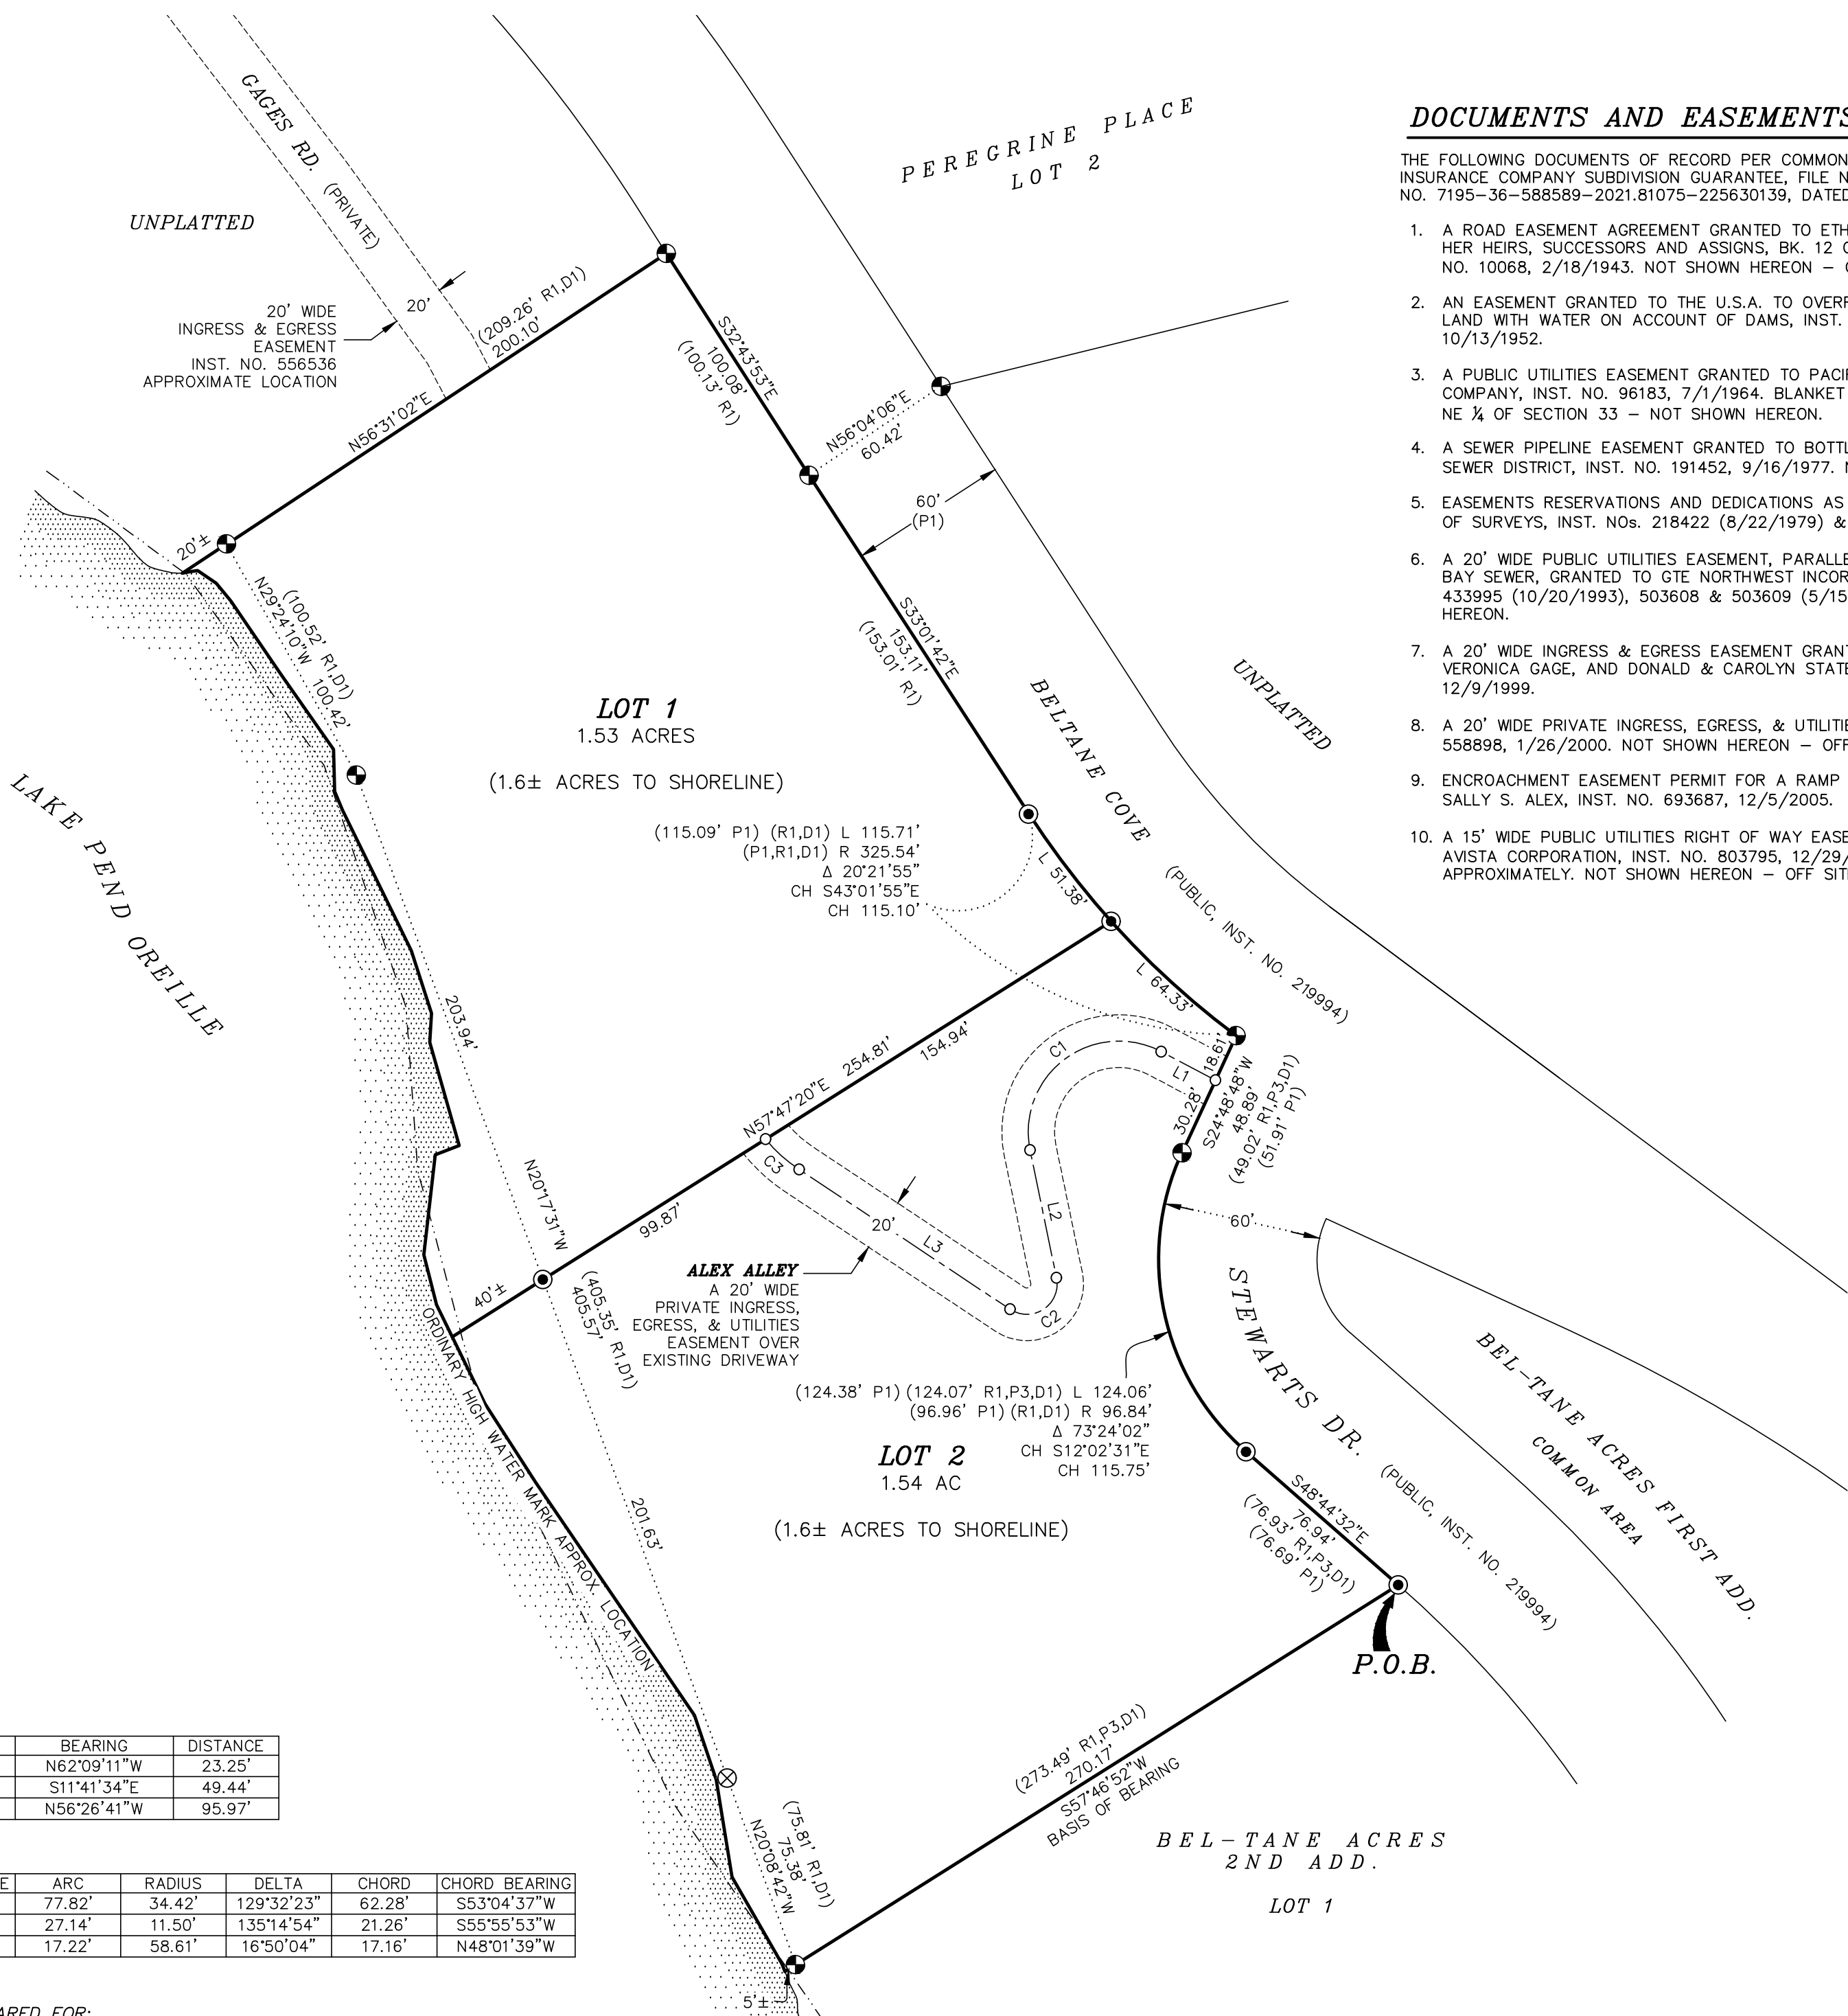 GAGES RD. (PRIVATE)
UNPLATTED
20' WIDE
INGRESS & EGRESS
EASEMENT
INST. NO. 556536
APPROXIMATE LOCATION
20'
(209.26' R1,D1)
200.10'
N56°31'02"E
20'±
PEREGRINE PLACE
LOT 2
S32°43'53"E
100.08'
(100.13' R1)
N56°04'06"E
60.42'
60'
(P1)
S33°01'42"E
153.11'
(153.01' R1)
(100.52' R1,D1)
N29°24'10"W 100.42'
LOT 1
1.53 ACRES
(1.6± ACRES TO SHORELINE)
BELTANE COVE (PUBLIC, INST. NO. 219994)
UNPLATTED
LAKE PEND OREILLE
(115.09' P1) (R1,D1) L 115.71'
(P1,R1,D1) R 325.54'
Δ 20°21'55"
CH S43°01'55"E
CH 115.10'
L 51.38'
L 64.33'
203.94'
N20°17'31"W
(405.35' R1,D1)
405.57'
N57°47'20"E 254.81'
154.94'
99.87'
40'±
C1
L1
18.61'
30.28'
S24°48'48"W
48.89'
(49.02' R1,P3,D1)
(51.91' P1)
L2
C3
20'
L3
C2
60'
ALEX ALLEY
A 20' WIDE
PRIVATE INGRESS,
EGRESS, & UTILITIES
EASEMENT OVER
EXISTING DRIVEWAY
(124.38' P1) (124.07' R1,P3,D1) L 124.06'
(96.96' P1) (R1,D1) R 96.84'
Δ 73°24'02"
CH S12°02'31"E
CH 115.75'
LOT 2
1.54 AC
(1.6± ACRES TO SHORELINE)
STEWARTS DR. (PUBLIC, INST. NO. 219994)
BEL-TANE ACRES FIRST ADD.
COMMON AREA
ORDINARY HIGH WATER MARK APPROX LOCATION
201.63'
S48°44'32"E
76.94'
(76.93' R1,P3,D1)
(76.69' P1)
P.O.B.
(273.49' R1,P3,D1)
270.17'
S57°46'52"W
BASIS OF BEARING
(75.81' R1,D1)
75.38'
N20°08'42"W
5'±
BEL-TANE ACRES
2ND ADD.
LOT 1
BEARING DISTANCE
N62°09'11"W 23.25'
S11°41'34"E 49.44'
N56°26'41"W 95.97'
E ARC RADIUS DELTA CHORD CHORD BEARING
77.82' 34.42' 129°32'23" 62.28' S53°04'37"W
27.14' 11.50' 135°14'54" 21.26' S55°55'53"W
17.22' 58.61' 16°50'04" 17.16' N48°01'39"W
ARED FOR:
DOCUMENTS AND EASEMENTS
THE FOLLOWING DOCUMENTS OF RECORD PER COMMON
INSURANCE COMPANY SUBDIVISION GUARANTEE, FILE N
NO. 7195-36-588589-2021.81075-225630139, DATED
1. A ROAD EASEMENT AGREEMENT GRANTED TO ETH
HER HEIRS, SUCCESSORS AND ASSIGNS, BK. 12
NO. 10068, 2/18/1943. NOT SHOWN HEREON –
2. AN EASEMENT GRANTED TO THE U.S.A. TO OVERF
LAND WITH WATER ON ACCOUNT OF DAMS, INST.
10/13/1952.
3. A PUBLIC UTILITIES EASEMENT GRANTED TO PACIF
COMPANY, INST. NO. 96183, 7/1/1964. BLANKET
NE ¼ OF SECTION 33 – NOT SHOWN HEREON.
4. A SEWER PIPELINE EASEMENT GRANTED TO BOTTL
SEWER DISTRICT, INST. NO. 191452, 9/16/1977. N
5. EASEMENTS RESERVATIONS AND DEDICATIONS AS
OF SURVEYS, INST. NOs. 218422 (8/22/1979) &
6. A 20' WIDE PUBLIC UTILITIES EASEMENT, PARALLE
BAY SEWER, GRANTED TO GTE NORTHWEST INCOR
433995 (10/20/1993), 503608 & 503609 (5/15
HEREON.
7. A 20' WIDE INGRESS & EGRESS EASEMENT GRANT
VERONICA GAGE, AND DONALD & CAROLYN STATE
12/9/1999.
8. A 20' WIDE PRIVATE INGRESS, EGRESS, & UTILITIE
558898, 1/26/2000. NOT SHOWN HEREON – OFF
9. ENCROACHMENT EASEMENT PERMIT FOR A RAMP
SALLY S. ALEX, INST. NO. 693687, 12/5/2005.
10. A 15' WIDE PUBLIC UTILITIES RIGHT OF WAY EASE
AVISTA CORPORATION, INST. NO. 803795, 12/29/
APPROXIMATELY. NOT SHOWN HEREON – OFF SIT